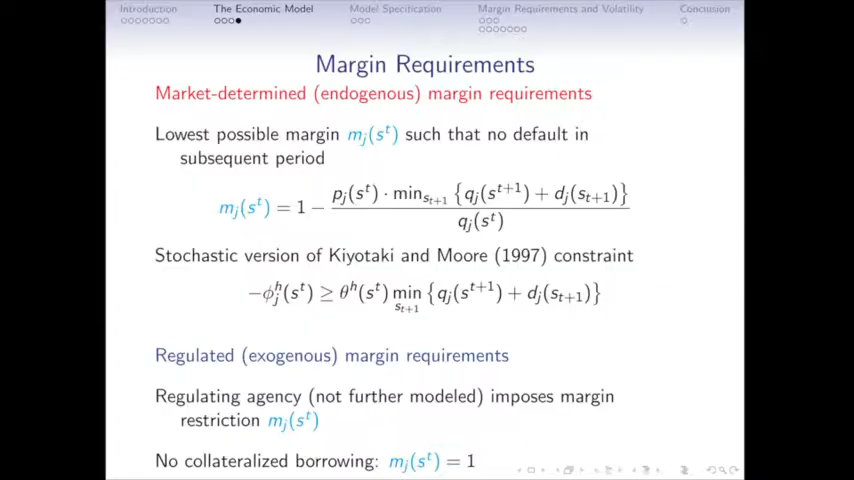 Introduction The Economic Model Model Specification Margin Requirements and Volatility Conclusion
Margin Requirements
Market-determined (endogenous) margin requirements
Lowest possible margin m_j(s^t) such that no default in
subsequent period
m_j(s^t) = 1 − p_j(s^t) · min_{s_{t+1}} {q_j(s^{t+1}) + d_j(s_{t+1})} / q_j(s^t)
Stochastic version of Kiyotaki and Moore (1997) constraint
−ϕ_j^h(s^t) ≥ θ^h(s^t) min_{s_{t+1}} {q_j(s^{t+1}) + d_j(s_{t+1})}
Regulated (exogenous) margin requirements
Regulating agency (not further modeled) imposes margin
restriction m_j(s^t)
No collateralized borrowing: m_j(s^t) = 1